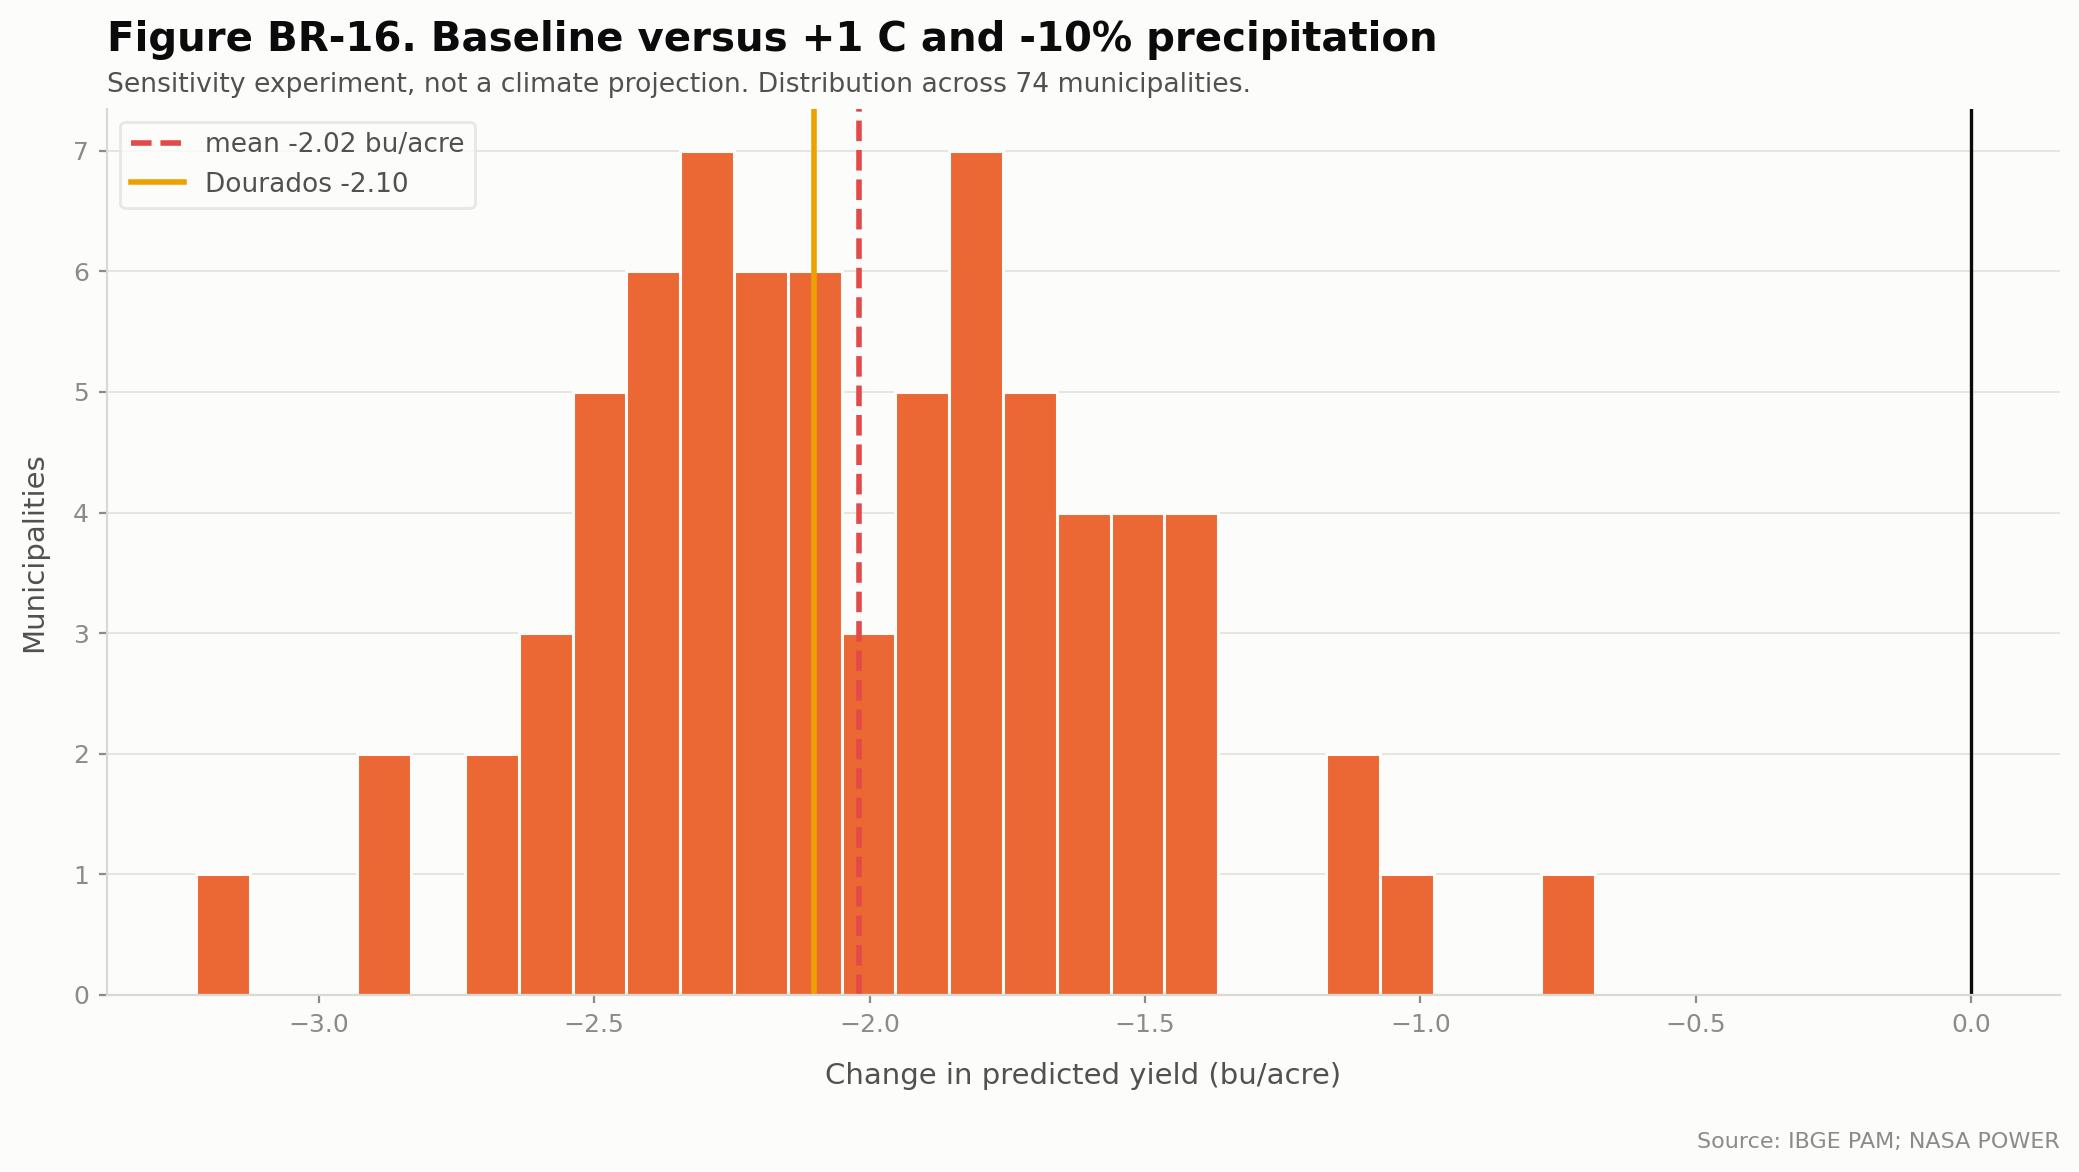 Figure BR-16. Baseline versus +1 C and -10% precipitation
Sensitivity experiment, not a climate projection. Distribution across 74 municipalities.
mean -2.02 bu/acre
Dourados -2.10
Municipalities
7
6
5
4
3
2
1
0
−3.0
−2.5
−2.0
−1.5
−1.0
−0.5
0.0
Change in predicted yield (bu/acre)
Source: IBGE PAM; NASA POWER